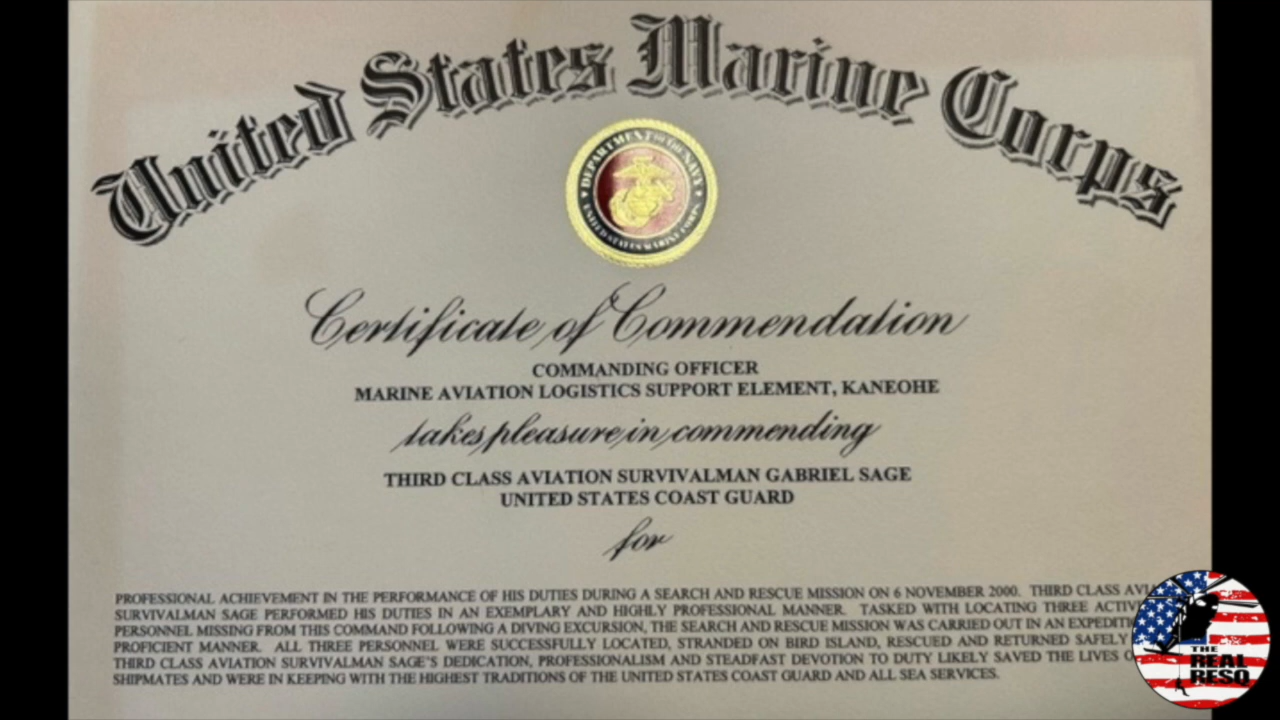 United States Marine Corps
DEPARTMENT OF THE NAVY
UNITED STATES MARINE CORPS
Certificate of Commendation
COMMANDING OFFICER
MARINE AVIATION LOGISTICS SUPPORT ELEMENT, KANEOHE
takes pleasure in commending
THIRD CLASS AVIATION SURVIVALMAN GABRIEL SAGE
UNITED STATES COAST GUARD
for
PROFESSIONAL ACHIEVEMENT IN THE PERFORMANCE OF HIS DUTIES DURING A SEARCH AND RESCUE MISSION ON 6 NOVEMBER 2000. THIRD CLASS
SURVIVALMAN SAGE PERFORMED HIS DUTIES IN AN EXEMPLARY AND HIGHLY PROFESSIONAL MANNER. TASKED WITH LOCATING THREE
PERSONNEL MISSING FROM THIS COMMAND FOLLOWING A DIVING EXCURSION, THE SEARCH AND RESCUE MISSION WAS CARRIED OUT IN AN
PROFICIENT MANNER. ALL THREE PERSONNEL WERE SUCCESSFULLY LOCATED, STRANDED ON BIRD ISLAND, RESCUED AND RETURNED SAFELY
THIRD CLASS AVIATION SURVIVALMAN SAGE'S DEDICATION, PROFESSIONALISM AND STEADFAST DEVOTION TO DUTY LIKELY SAVED THE LIVES
SHIPMATES AND WERE IN KEEPING WITH THE HIGHEST TRADITIONS OF THE UNITED STATES COAST GUARD AND ALL SEA SERVICES.
THE
REAL
RESQ